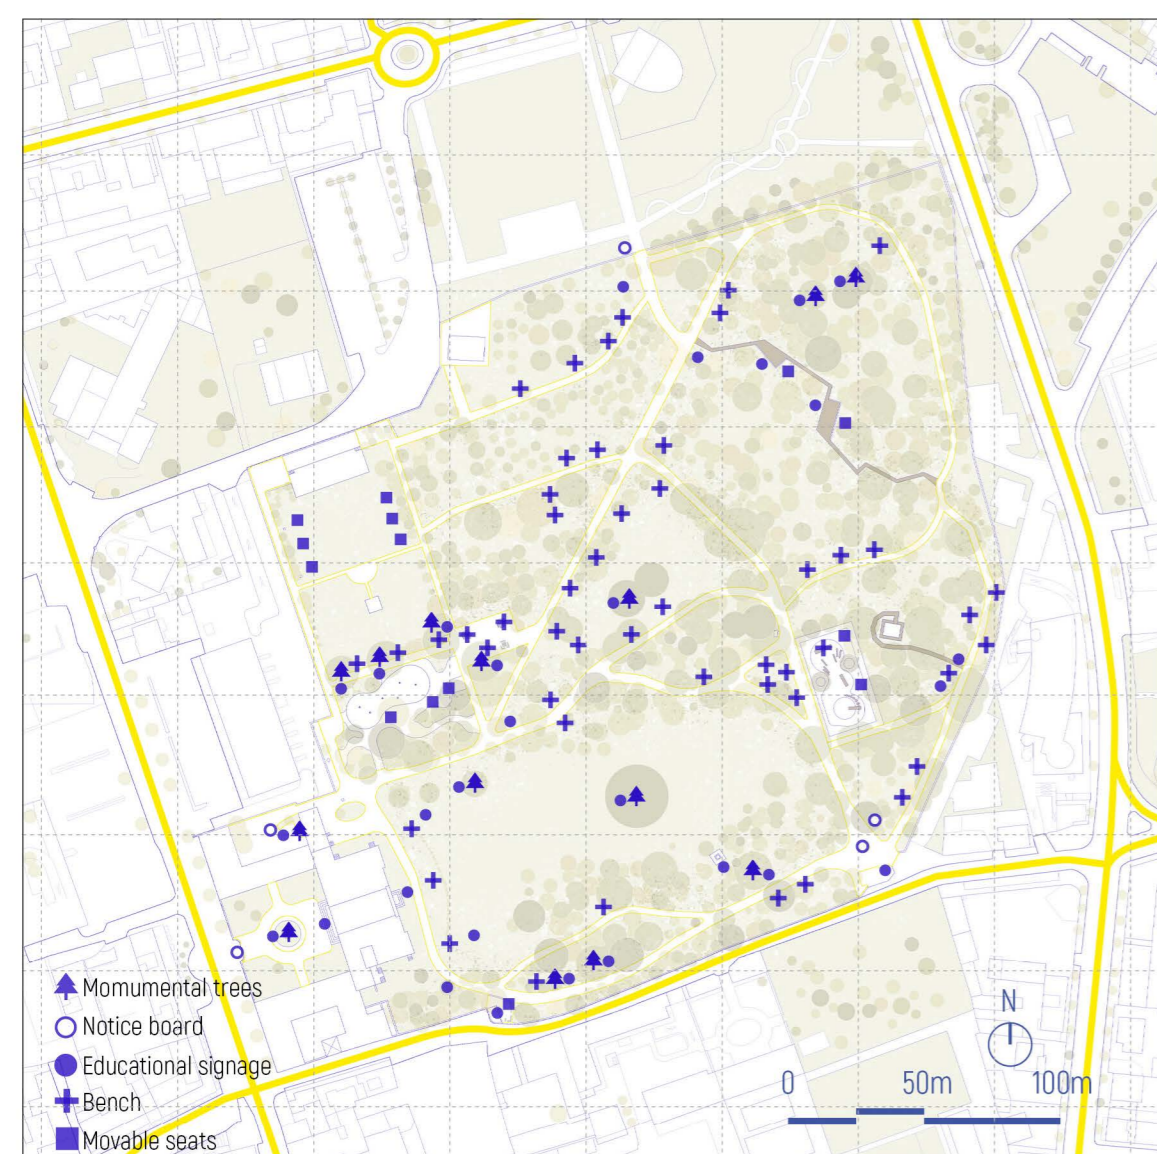 Momumental trees
Notice board
Educational signage
Bench
Movable seats
N
0 50m 100m